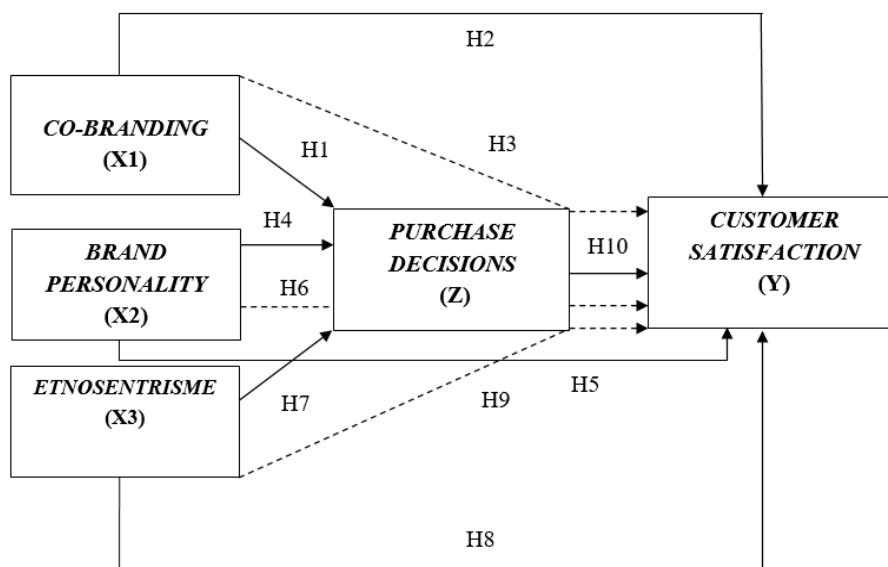 H2
CO-BRANDING
(X1)
H1
H3
H4
BRAND
PERSONALITY
(X2)
H6
PURCHASE
DECISIONS
(Z)
H10
CUSTOMER
SATISFACTION
(Y)
ETNOSENTRISME
(X3)
H7
H9
H5
H8